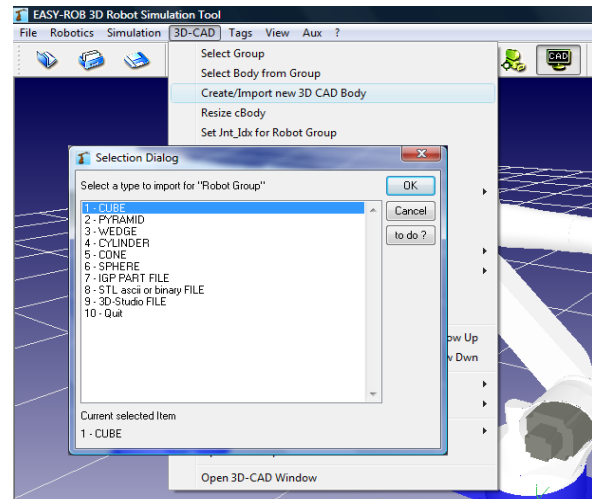 EASY-ROB 3D Robot Simulation Tool
File Robotics Simulation 3D-CAD Tags View Aux ?
CAD
Select Group
Select Body from Group
Create/Import new 3D CAD Body
Resize cBody
Set Jnt_Idx for Robot Group
Selection Dialog
Select a type to import for "Robot Group"
OK
1 - CUBE
Cancel
2 - PYRAMID
3 - WEDGE
to do ?
4 - CYLINDER
5 - CONE
6 - SPHERE
7 - IGP PART FILE
8 - STL ascii or binary FILE
9 - 3D-Studio FILE
10 - Quit
Up
Dwn
Current selected Item
1 - CUBE
Open 3D-CAD Window